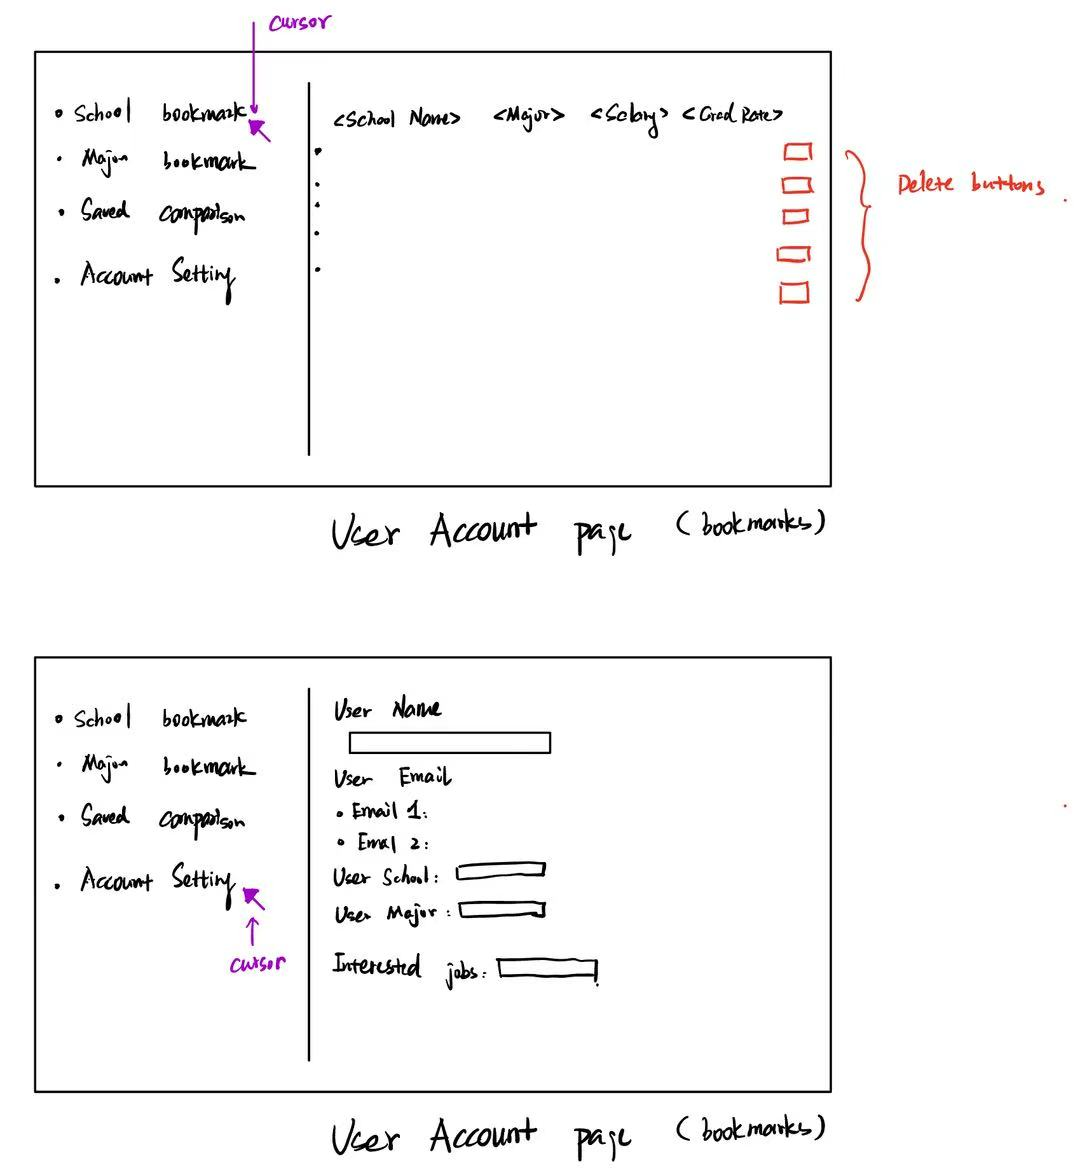 cursor
• School bookmark
• Major bookmark
• Saved comparison
• Account Setting
<School Name> <Major> <Salary> <Grad Rate>
Delete buttons
User Account page (bookmarks)
• School bookmark
• Major bookmark
• Saved comparison
• Account Setting
cursor
User Name
User Email
• Email 1:
• Email 2:
User School:
User Major:
Interested jobs:
User Account page (bookmarks)